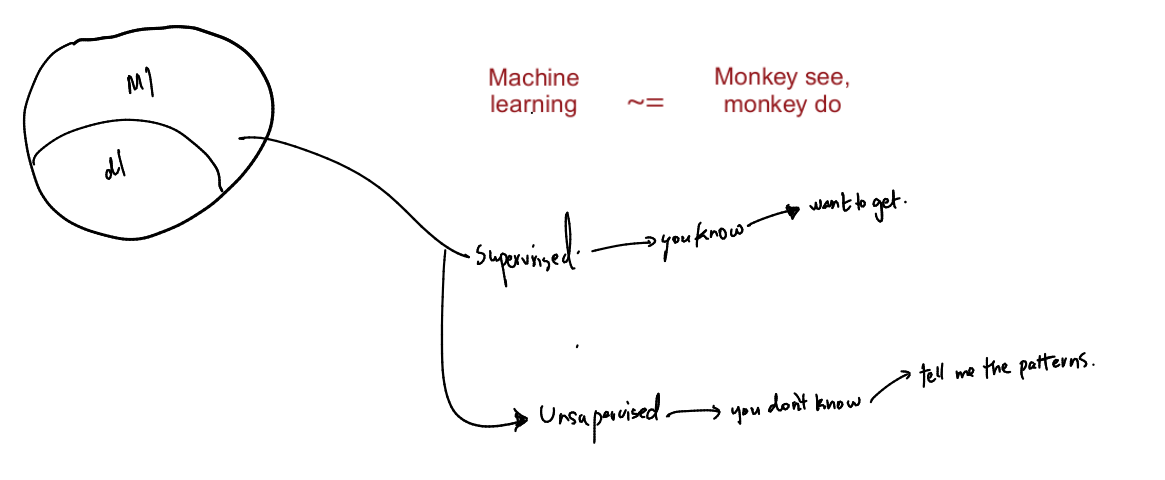 Ml
dl
Machine
learning
~=
Monkey see,
monkey do
Supervised.
you know
want to get.
Unsupervised
you don't know
tell me the patterns.